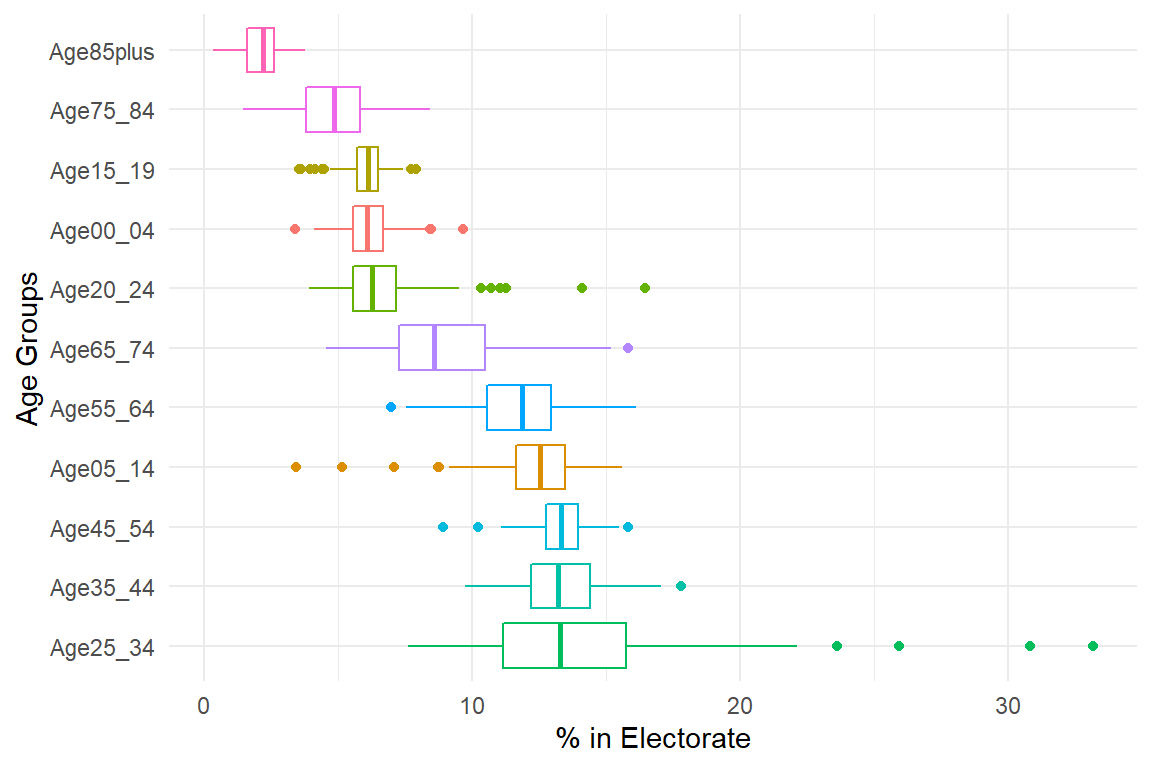 Age Groups
Age85plus
Age75_84
Age15_19
Age00_04
Age20_24
Age65_74
Age55_64
Age05_14
Age45_54
Age35_44
Age25_34
0 10 20 30
% in Electorate